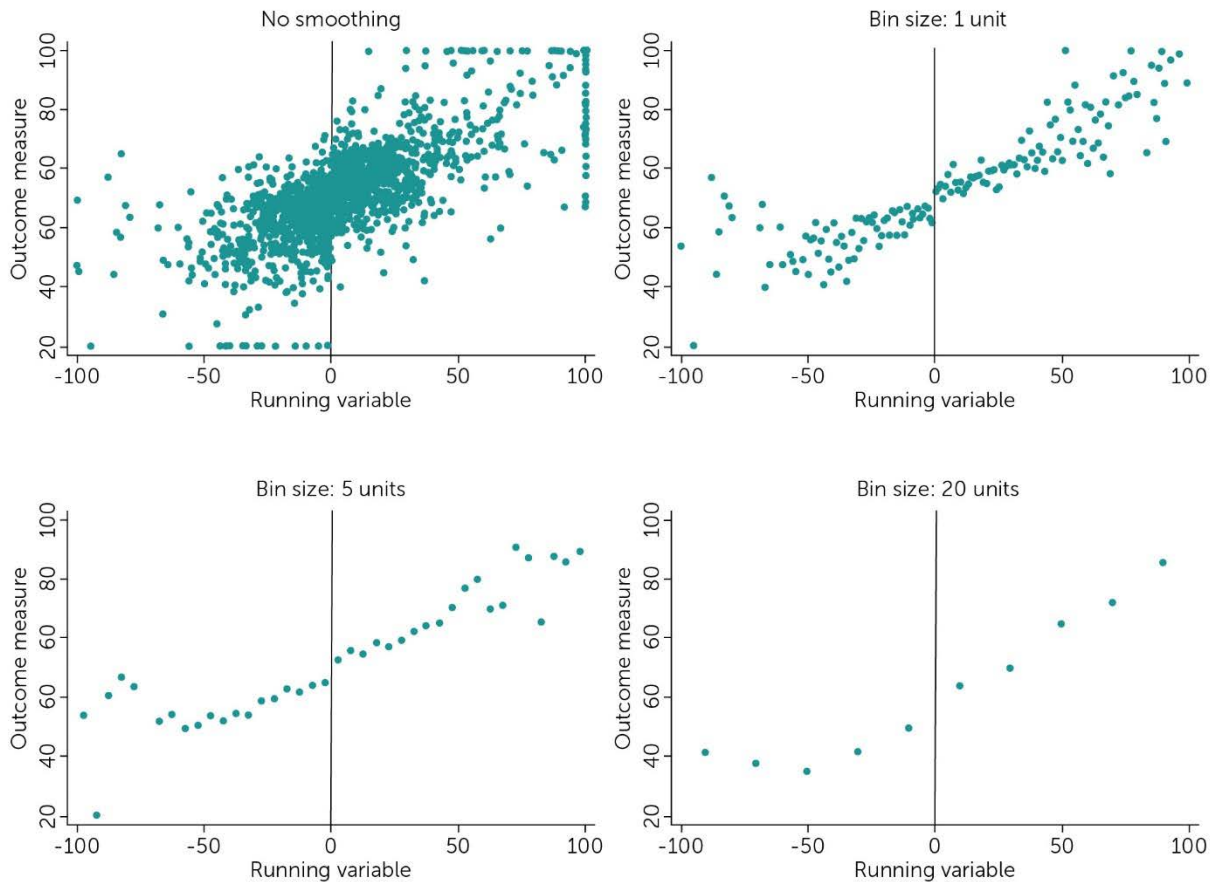 No smoothing
Outcome measure
100
80
60
40
20
-100 -50 0 50 100
Running variable
Bin size: 1 unit
Outcome measure
100
80
60
40
20
-100 -50 0 50 100
Running variable
Bin size: 5 units
Outcome measure
100
80
60
40
20
-100 -50 0 50 100
Running variable
Bin size: 20 units
Outcome measure
100
80
60
40
20
-100 -50 0 50 100
Running variable